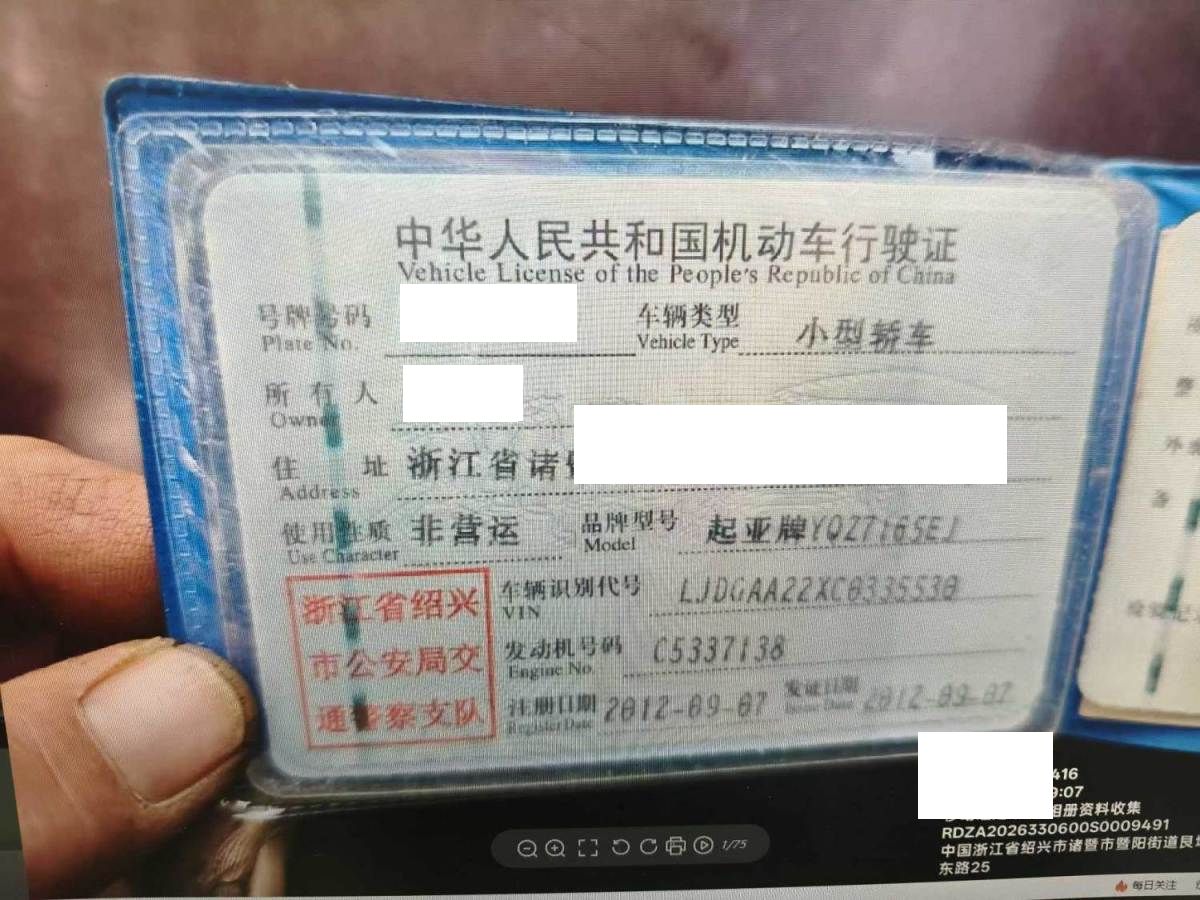 中华人民共和国机动车行驶证
Vehicle License of the People's Republic of China
号牌号码
Plate No.
车辆类型 小型轿车
Vehicle Type
所有人
Owner
住址 浙江省诸
Address
使用性质 非营运
Use Character
品牌型号 起亚牌YQZ7165EJ
Model
浙江省绍兴
市公安局交
通警察支队
车辆识别代号 LJDGAA22XC0335530
VIN
发动机号码 C5337138
Engine No.
注册日期 2012-09-07
Register Date
发证日期 2012-09-07
Issue Date
416
9:07
相册资料收集
RDZA2026330600S0009491
中国浙江省绍兴市诸暨市暨阳街道艮
东路25
1/75
每日关注